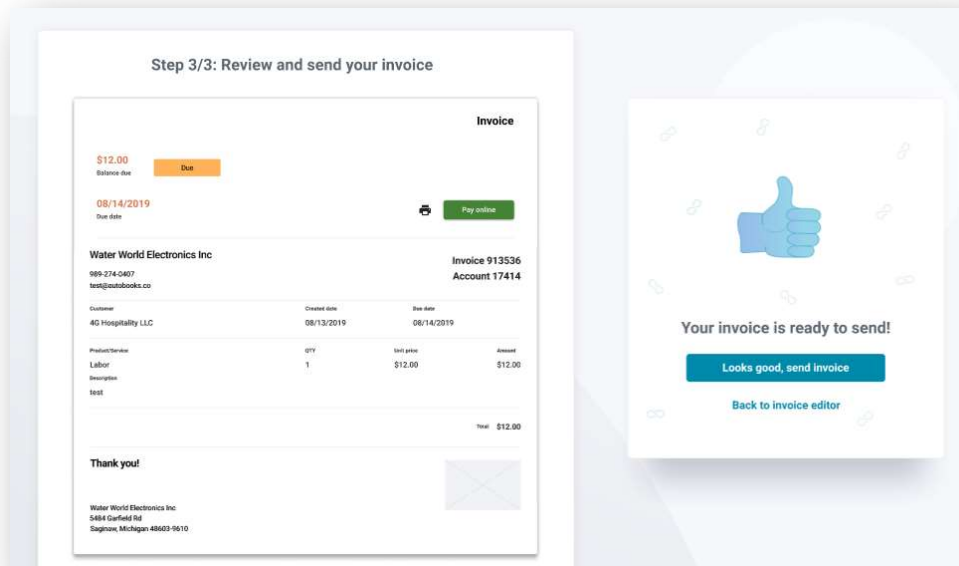 Step 3/3: Review and send your invoice
Invoice
$12.00
Balance due
Due
08/14/2019
Due date
Pay online
Water World Electronics Inc
989-274-0407
test@autobooks.co
Invoice 913536
Account 17414
Customer Created date Due date
4G Hospitality LLC 08/13/2019 08/14/2019
Product/Service QTY Unit price Amount
Labor 1 $12.00 $12.00
Description
test
Total $12.00
Thank you!
Water World Electronics Inc
5484 Garfield Rd
Saginaw, Michigan 48603-9610
Your invoice is ready to send!
Looks good, send invoice
Back to invoice editor